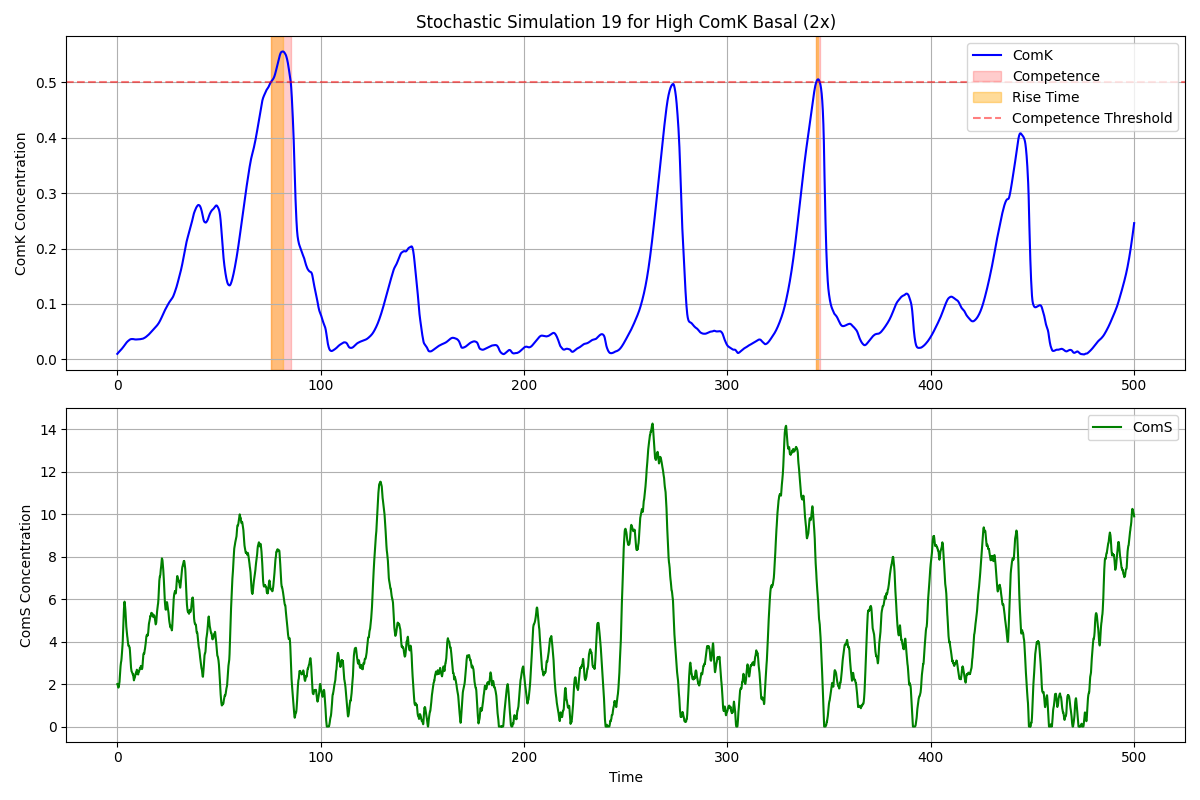 Stochastic Simulation 19 for High ComK Basal (2x)
ComK Concentration
0.5
0.4
0.3
0.2
0.1
0.0
ComK
Competence
Rise Time
Competence Threshold
0 100 200 300 400 500
ComS Concentration
14
12
10
8
6
4
2
0
ComS
0 100 200 300 400 500
Time